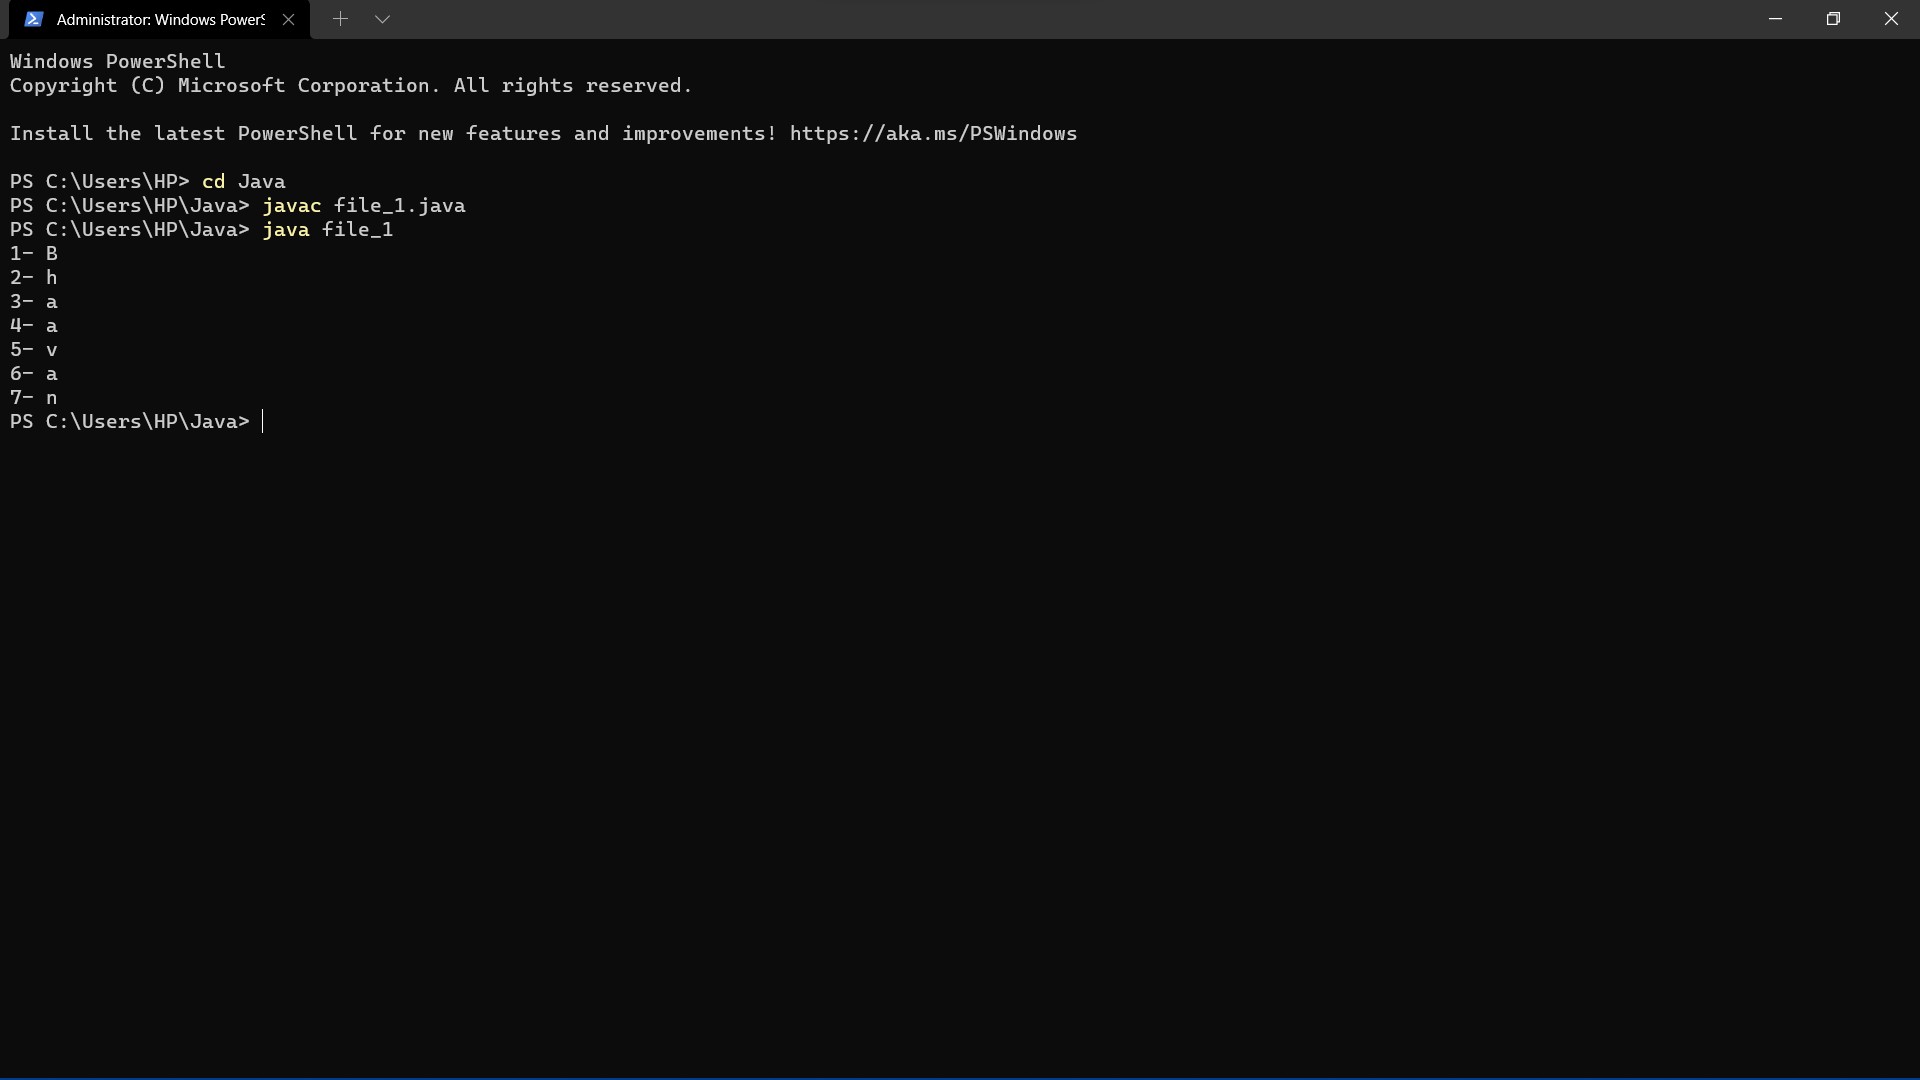 Administrator: Windows PowerS
Windows PowerShell
Copyright (C) Microsoft Corporation. All rights reserved.
Install the latest PowerShell for new features and improvements! https://aka.ms/PSWindows
PS C:\Users\HP> cd Java
PS C:\Users\HP\Java> javac file_1.java
PS C:\Users\HP\Java> java file_1
1- B
2- h
3- a
4- a
5- v
6- a
7- n
PS C:\Users\HP\Java>